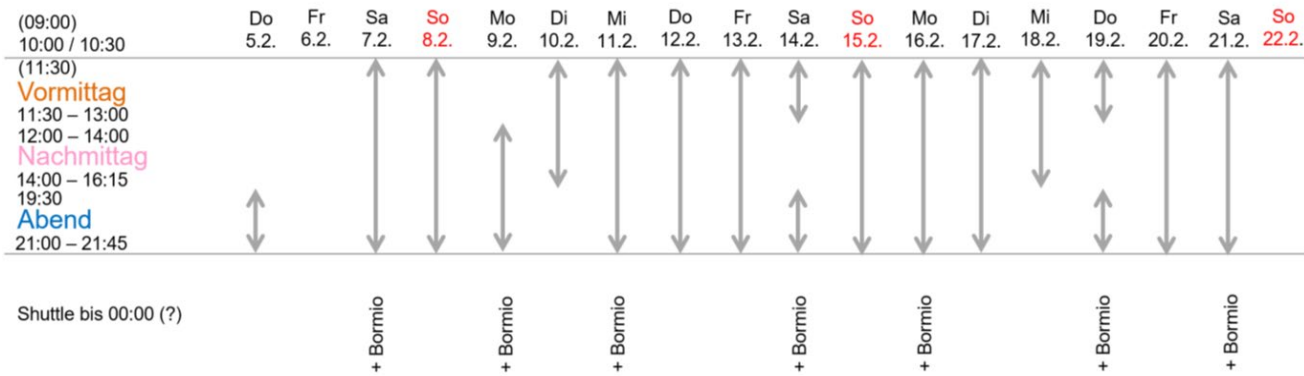 (09:00)
10:00 / 10:30
Do Fr Sa So Mo Di Mi Do Fr Sa So Mo Di Mi Do Fr Sa So
5.2. 6.2. 7.2. 8.2. 9.2. 10.2. 11.2. 12.2. 13.2. 14.2. 15.2. 16.2. 17.2. 18.2. 19.2. 20.2. 21.2. 22.2.
(11:30)
Vormittag
11:30 – 13:00
12:00 – 14:00
Nachmittag
14:00 – 16:15
19:30
Abend
21:00 – 21:45
Shuttle bis 00:00 (?)
+ Bormio
+ Bormio
+ Bormio
+ Bormio
+ Bormio
+ Bormio
+ Bormio